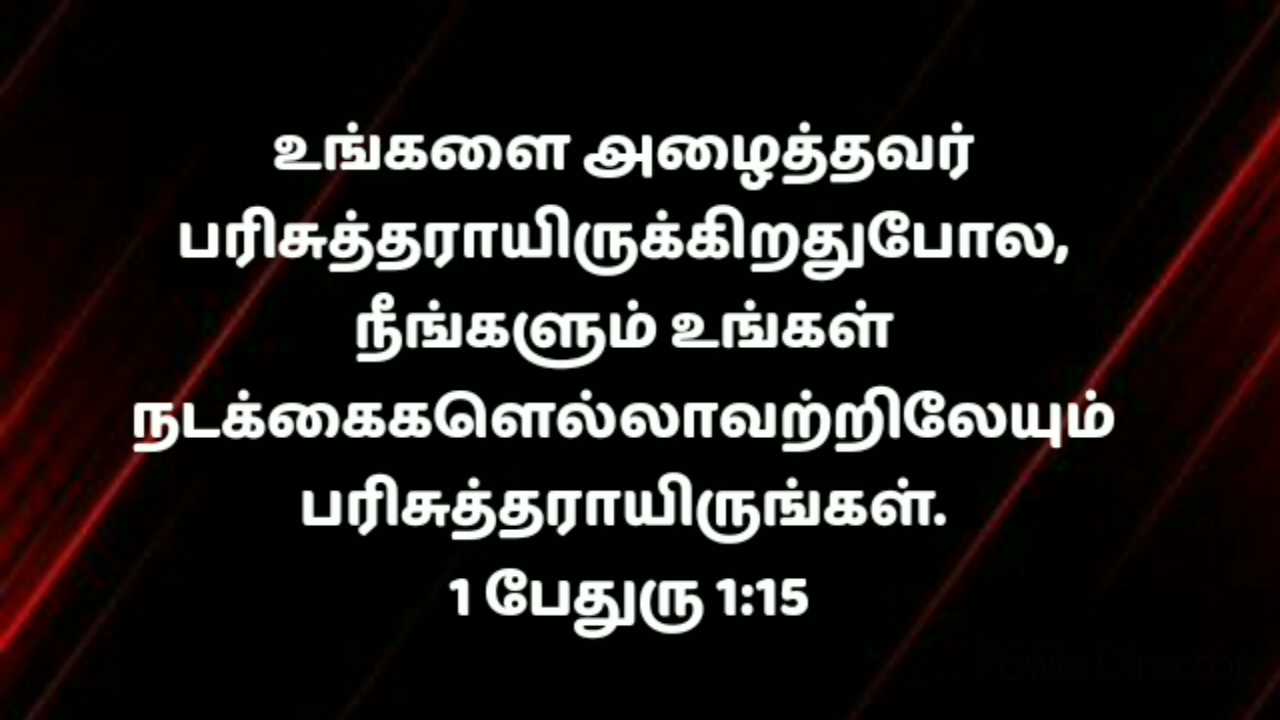 உங்களை அழைத்தவர்
பரிசுத்தராயிருக்கிறதுபோல,
நீங்களும் உங்கள்
நடக்கைகளெல்லாவற்றிலேயும்
பரிசுத்தராயிருங்கள்.
1 பேதுரு 1:15
PowerDirector